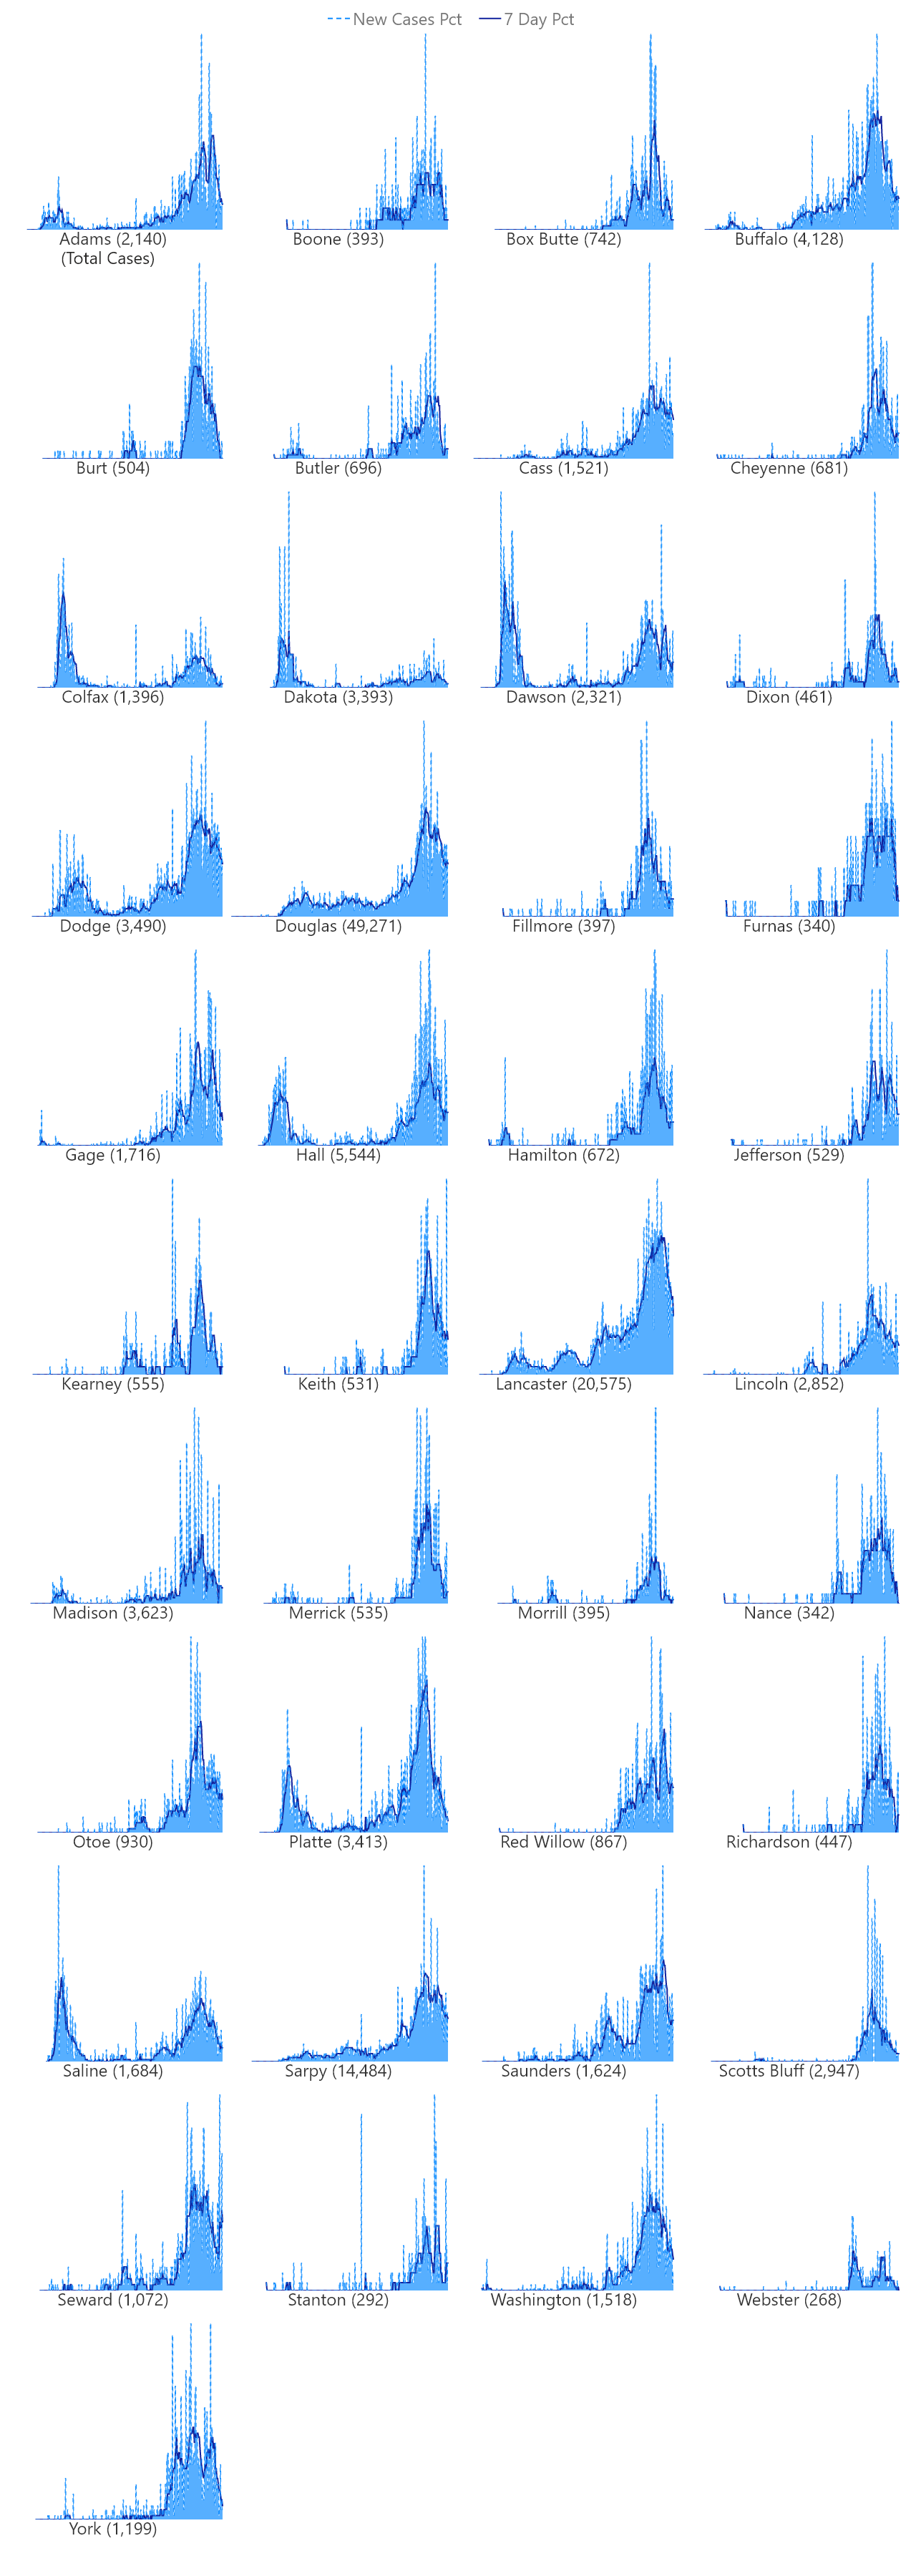 New Cases Pct 7 Day Pct
Adams (2,140) Boone (393) Box Butte (742) Buffalo (4,128)
(Total Cases)
Burt (504) Butler (696) Cass (1,521) Cheyenne (681)
Colfax (1,396) Dakota (3,393) Dawson (2,321) Dixon (461)
Dodge (3,490) Douglas (49,271) Fillmore (397) Furnas (340)
Gage (1,716) Hall (5,544) Hamilton (672) Jefferson (529)
Kearney (555) Keith (531) Lancaster (20,575) Lincoln (2,852)
Madison (3,623) Merrick (535) Morrill (395) Nance (342)
Otoe (930) Platte (3,413) Red Willow (867) Richardson (447)
Saline (1,684) Sarpy (14,484) Saunders (1,624) Scotts Bluff (2,947)
Seward (1,072) Stanton (292) Washington (1,518) Webster (268)
York (1,199)